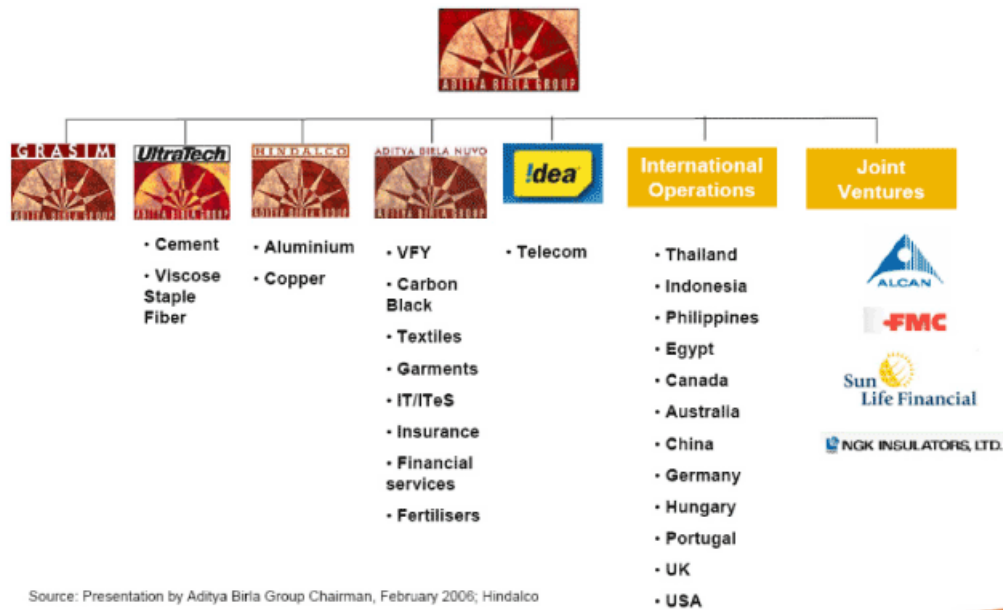 ADITYA BIRLA GROUP
GRASIM
ADITYA BIRLA GROUP
UltraTech
ADITYA BIRLA GROUP
HINDALCO
ADITYA BIRLA GROUP
ADITYA BIRLA NUVO
ADITYA BIRLA GROUP
!dea
International
Operations
Joint
Ventures
• Cement
• Viscose
Staple
Fiber
• Aluminium
• Copper
• VFY
• Carbon
Black
• Textiles
• Garments
• IT/ITeS
• Insurance
• Financial
services
• Fertilisers
• Telecom
• Thailand
• Indonesia
• Philippines
• Egypt
• Canada
• Australia
• China
• Germany
• Hungary
• Portugal
• UK
• USA
ALCAN
FMC
Sun
Life Financial
NGK INSULATORS, LTD.
Source: Presentation by Aditya Birla Group Chairman, February 2006; Hindalco